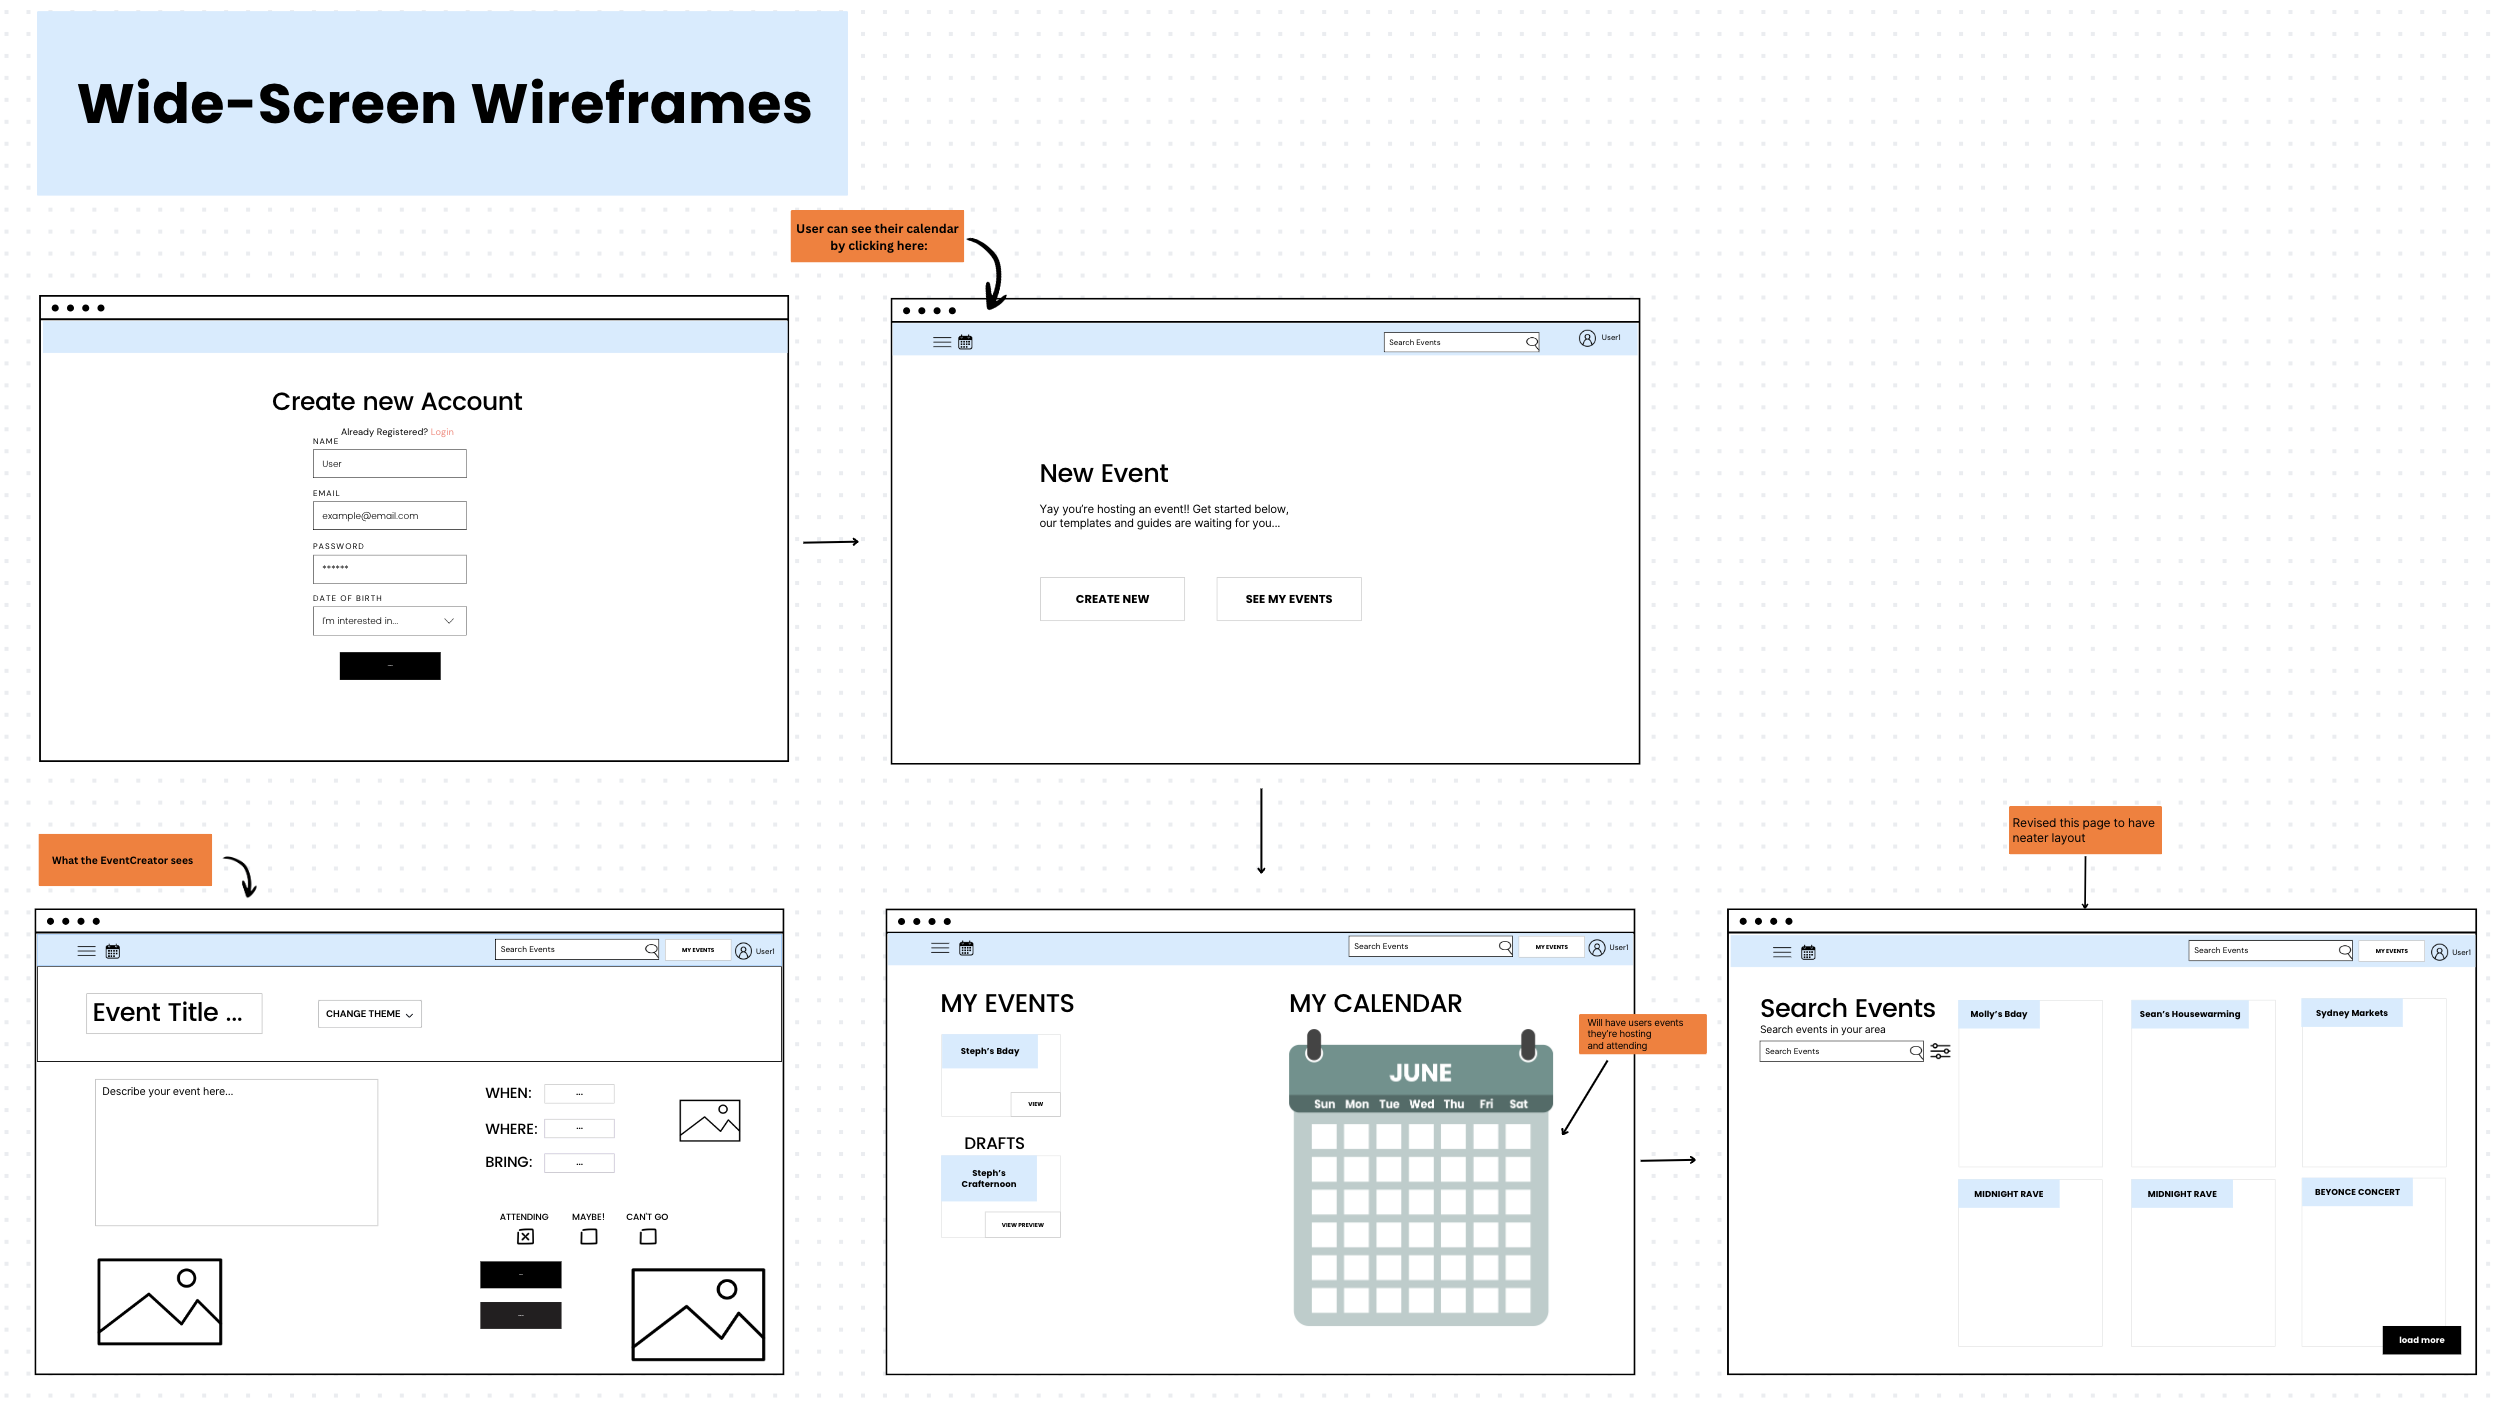 Wide-Screen Wireframes
User can see their calendar
by clicking here:
Create new Account
Already Registered? Login
NAME
User
EMAIL
example@email.com
PASSWORD
******
DATE OF BIRTH
I'm interested in...
Search Events
User1
New Event
Yay you're hosting an event!! Get started below,
our templates and guides are waiting for you...
CREATE NEW
SEE MY EVENTS
What the EventCreator sees
Search Events
MY EVENTS
User1
Event Title ...
CHANGE THEME
Describe your event here...
WHEN:
...
WHERE:
...
BRING:
...
ATTENDING
MAYBE!
CAN'T GO
Search Events
MY EVENTS
User1
MY EVENTS
Steph's Bday
VIEW
DRAFTS
Steph's
Crafternoon
VIEW PREVIEW
MY CALENDAR
JUNE
Sun Mon Tue Wed Thu Fri Sat
Will have users events
they're hosting
and attending
Revised this page to have
neater layout
Search Events
MY EVENTS
User1
Search Events
Search events in your area
Search Events
Molly's Bday
Sean's Housewarming
Sydney Markets
MIDNIGHT RAVE
MIDNIGHT RAVE
BEYONCE CONCERT
load more